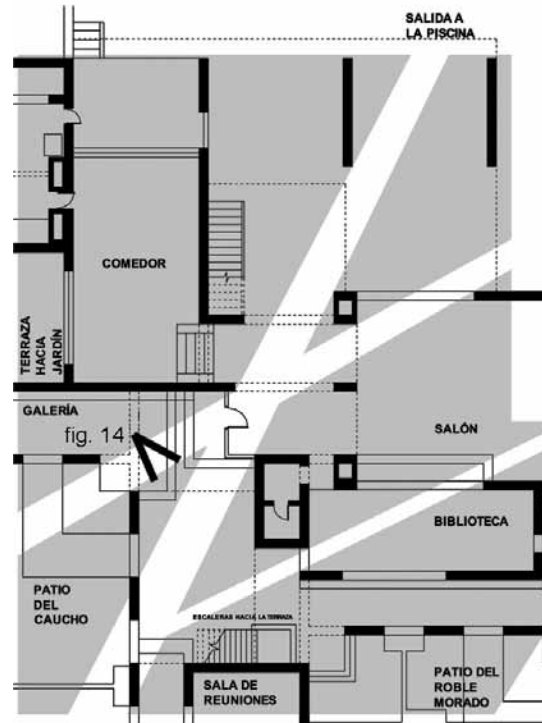 SALIDA A
LA PISCINA
COMEDOR
TERRAZA
HACIA
JARDÍN
GALERÍA
fig. 14
SALÓN
BIBLIOTECA
PATIO
DEL
CAUCHO
ESCALERAS HACIA LA TERRAZA
SALA DE
REUNIONES
PATIO DEL
ROBLE
MORADO